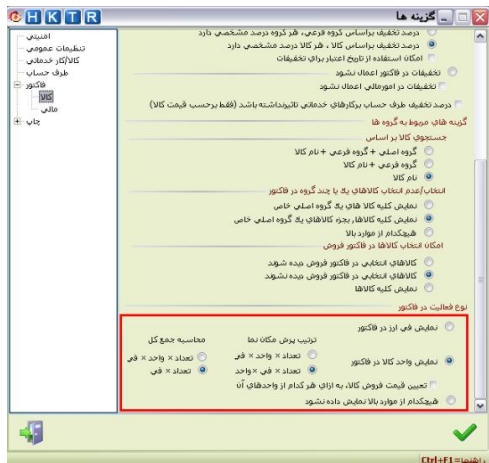 گزینه ها
H K T R
درصد تخفیف براساس گروه فرعی، هر گروه درصد مشخصی دارد
درصد تخفیف براساس کالا ، هر کالا درصد مشخصی دارد
امکان استفاده از تاریخ اعتبار برای تخفیفات
تخفیفات در فاکتور اعمال نشود
تخفیفات در امورمالی اعمال نشود
درصد تخفیف طرف حساب برکارهای خدماتی تاثیرنداشته باشد (فقط برحسب قیمت کالا)
گزینه های مربوط به گروه ها
جستجوی کالا بر اساس
گروه اصلی + گروه فرعی + نام کالا
گروه فرعی + نام کالا
نام کالا
انتخاب/عدم انتخاب کالاهای یک یا چند گروه در فاکتور
نمایش کلیه کالا های یک گروه اصلی خاص
نمایش کلیه کالاها، بجزء کالاهای یک گروه اصلی خاص
هیچکدام از موارد بالا
امکان انتخاب کالاها در فاکتور فروش
کالاهای انتخابی در فاکتور فروش دیده شوند
کالاهای انتخابی در فاکتور فروش دیده نشوند
نمایش کلیه کالاها
نوع فعالیت در فاکتور
نمایش فی ارز در فاکتور
ترتیب پرش مکان نما
محاسبه جمع کل
نمایش واحد کالا در فاکتور
تعداد × واحد × فی
تعداد × واحد × فی
تعداد × فی ×واحد
تعداد × فی
تعیین قیمت فروش کالا، به ازای هر کدام از واحدهای آن
هیچکدام از موارد بالا نمایش داده نشود
امنیتی
تنظیمات عمومی
کالا/کار خدماتی
طرف حساب
فاکتور
کالا
مالی
چاپ
راهنما=Ctrl+F1